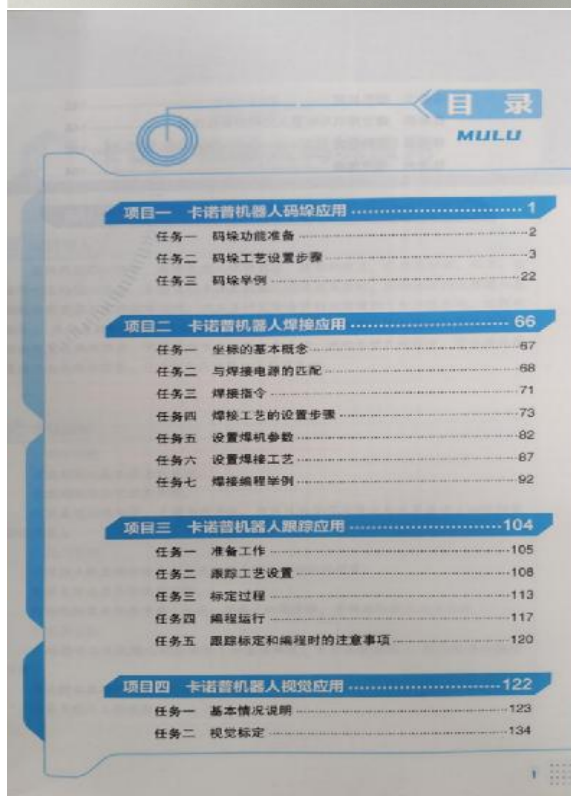 目 录
MULU
项目一 卡诺普机器人码垛应用 1
任务一 码垛功能准备 2
任务二 码垛工艺设置步骤 3
任务三 码垛举例 22
项目二 卡诺普机器人焊接应用 66
任务一 坐标的基本概念 67
任务二 与焊接电源的匹配 68
任务三 焊接指令 71
任务四 焊接工艺的设置步骤 73
任务五 设置焊机参数 82
任务六 设置焊接工艺 87
任务七 焊接编程举例 92
项目三 卡诺普机器人跟踪应用 104
任务一 准备工作 105
任务二 跟踪工艺设置 106
任务三 标定过程 113
任务四 编程运行 117
任务五 跟踪标定和编程时的注意事项 120
项目四 卡诺普机器人视觉应用 122
任务一 基本情况说明 123
任务二 视觉标定 134
1